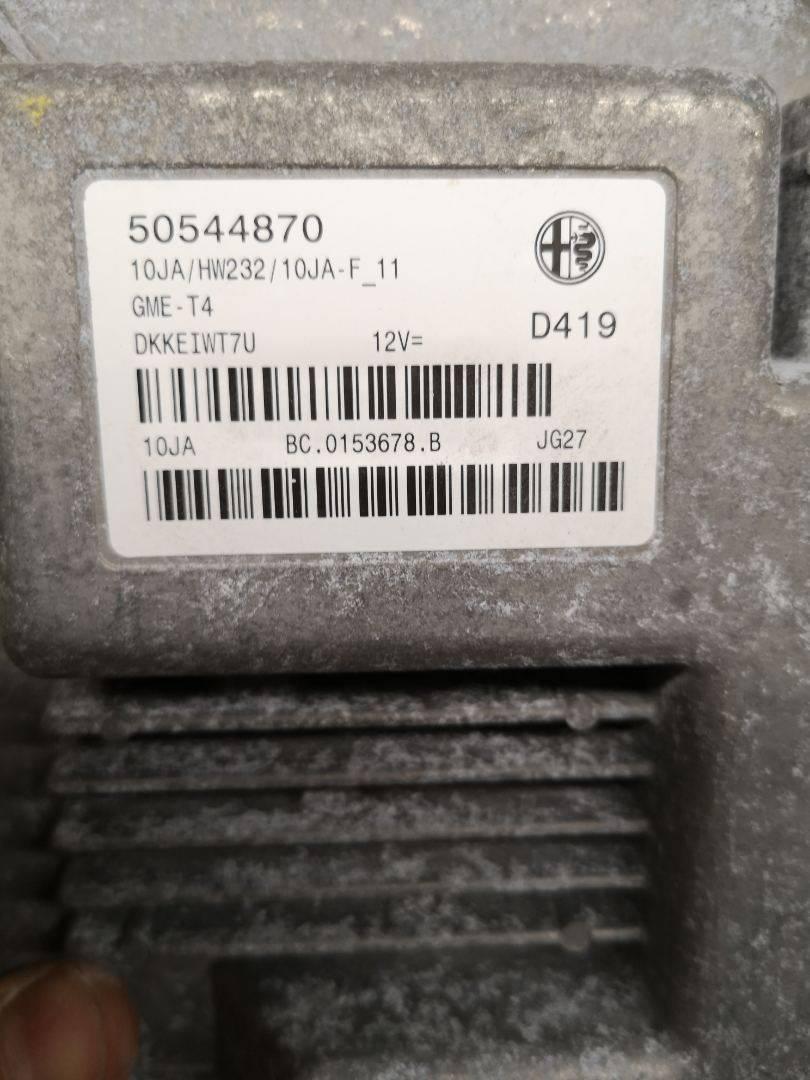 50544870
10JA/HW232/10JA-F_11
GME-T4
D419
DKKEIWT7U 12V=
10JA BC.0153678.B JG27